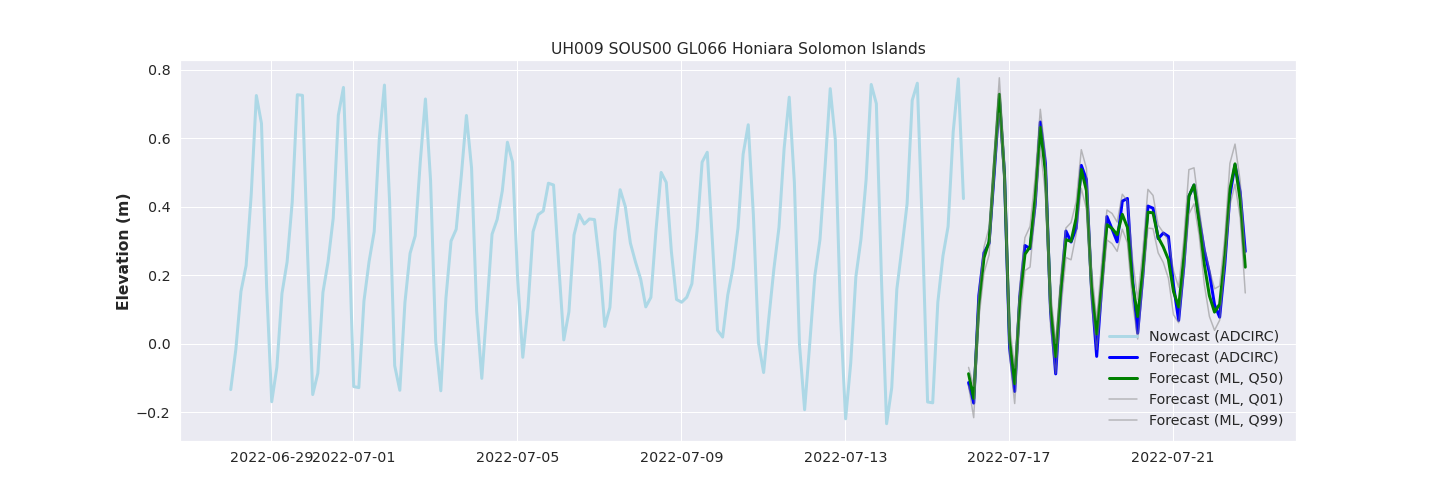 UH009 SOUS00 GL066 Honiara Solomon Islands
Elevation (m)
0.8
0.6
0.4
0.2
0.0
−0.2
Nowcast (ADCIRC)
Forecast (ADCIRC)
Forecast (ML, Q50)
Forecast (ML, Q01)
Forecast (ML, Q99)
2022-06-29 2022-07-01 2022-07-05 2022-07-09 2022-07-13 2022-07-17 2022-07-21